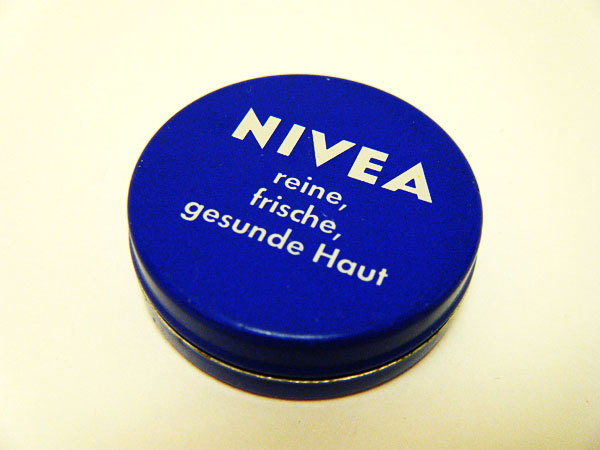 NIVEA
reine,
frische,
gesunde Haut